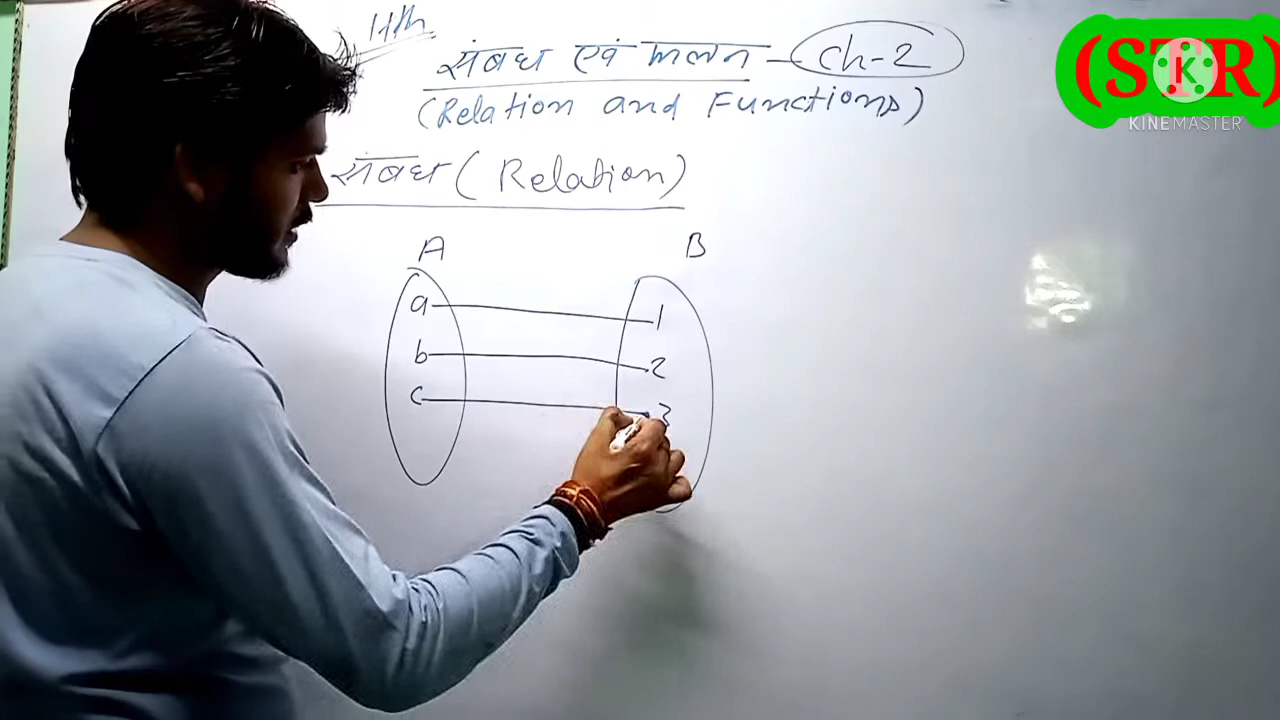 11th
संबंध एवं फलन - Ch-2
(Relation and Functions)
संबंध (Relation)
A B
a 1
b 2
c 3
(STR)
K
KINEMASTER